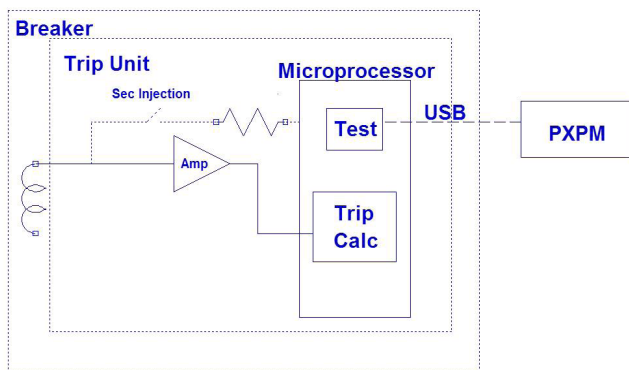 Breaker
Trip Unit
Microprocessor
Sec Injection
USB
Test
PXPM
Amp
Trip
Calc